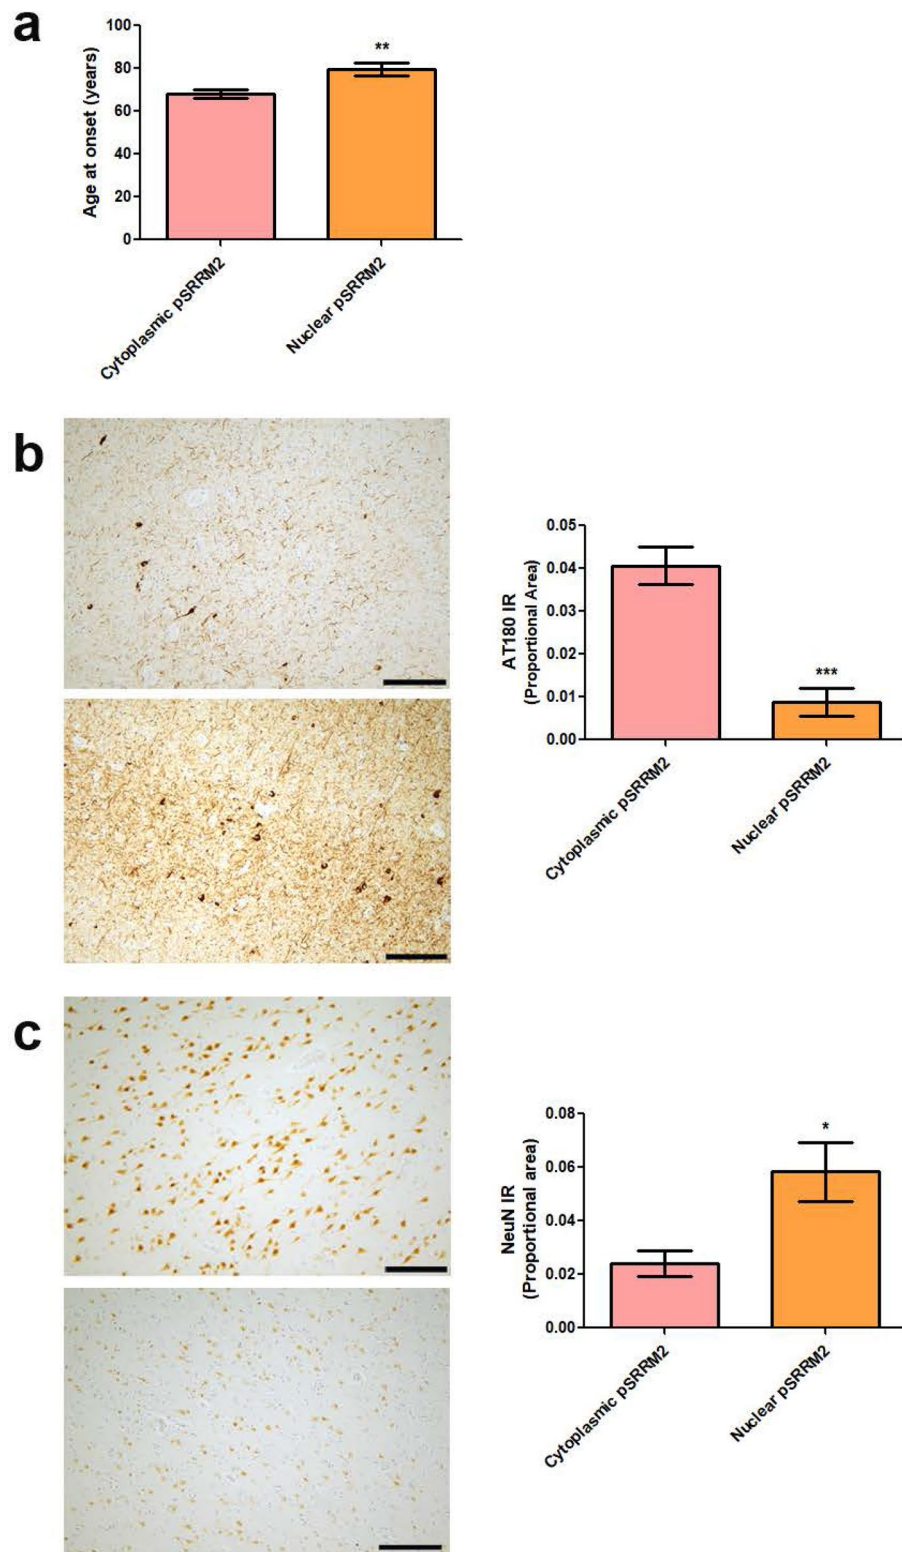 a
100
80
60
40
20
0
Age at onset (years)
**
Cytoplasmic pSRRM2
Nuclear pSRRM2
b
0.05
0.04
0.03
0.02
0.01
0.00
AT180 IR
(Proportional Area)
***
Cytoplasmic pSRRM2
Nuclear pSRRM2
c
0.08
0.06
0.04
0.02
0.00
NeuN IR
(Proportional area)
*
Cytoplasmic pSRRM2
Nuclear pSRRM2